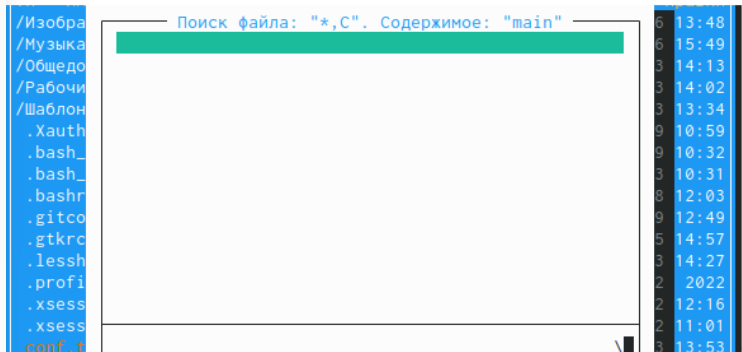 Поиск файла: "*,C". Содержимое: "main"
/Изобра 6 13:48
/Музыка 6 15:49
/Общедо 3 14:13
/Рабочи 3 14:02
/Шаблон 3 13:34
.Xauth 9 10:59
.bash_ 9 10:32
.bash_ 3 10:31
.bashr 8 12:03
.gitco 9 12:49
.gtkrc 5 14:57
.lessh 3 14:27
.profi 2 2022
.xsess 2 12:16
.xsess 2 11:01
conf.t \ 3 13:53